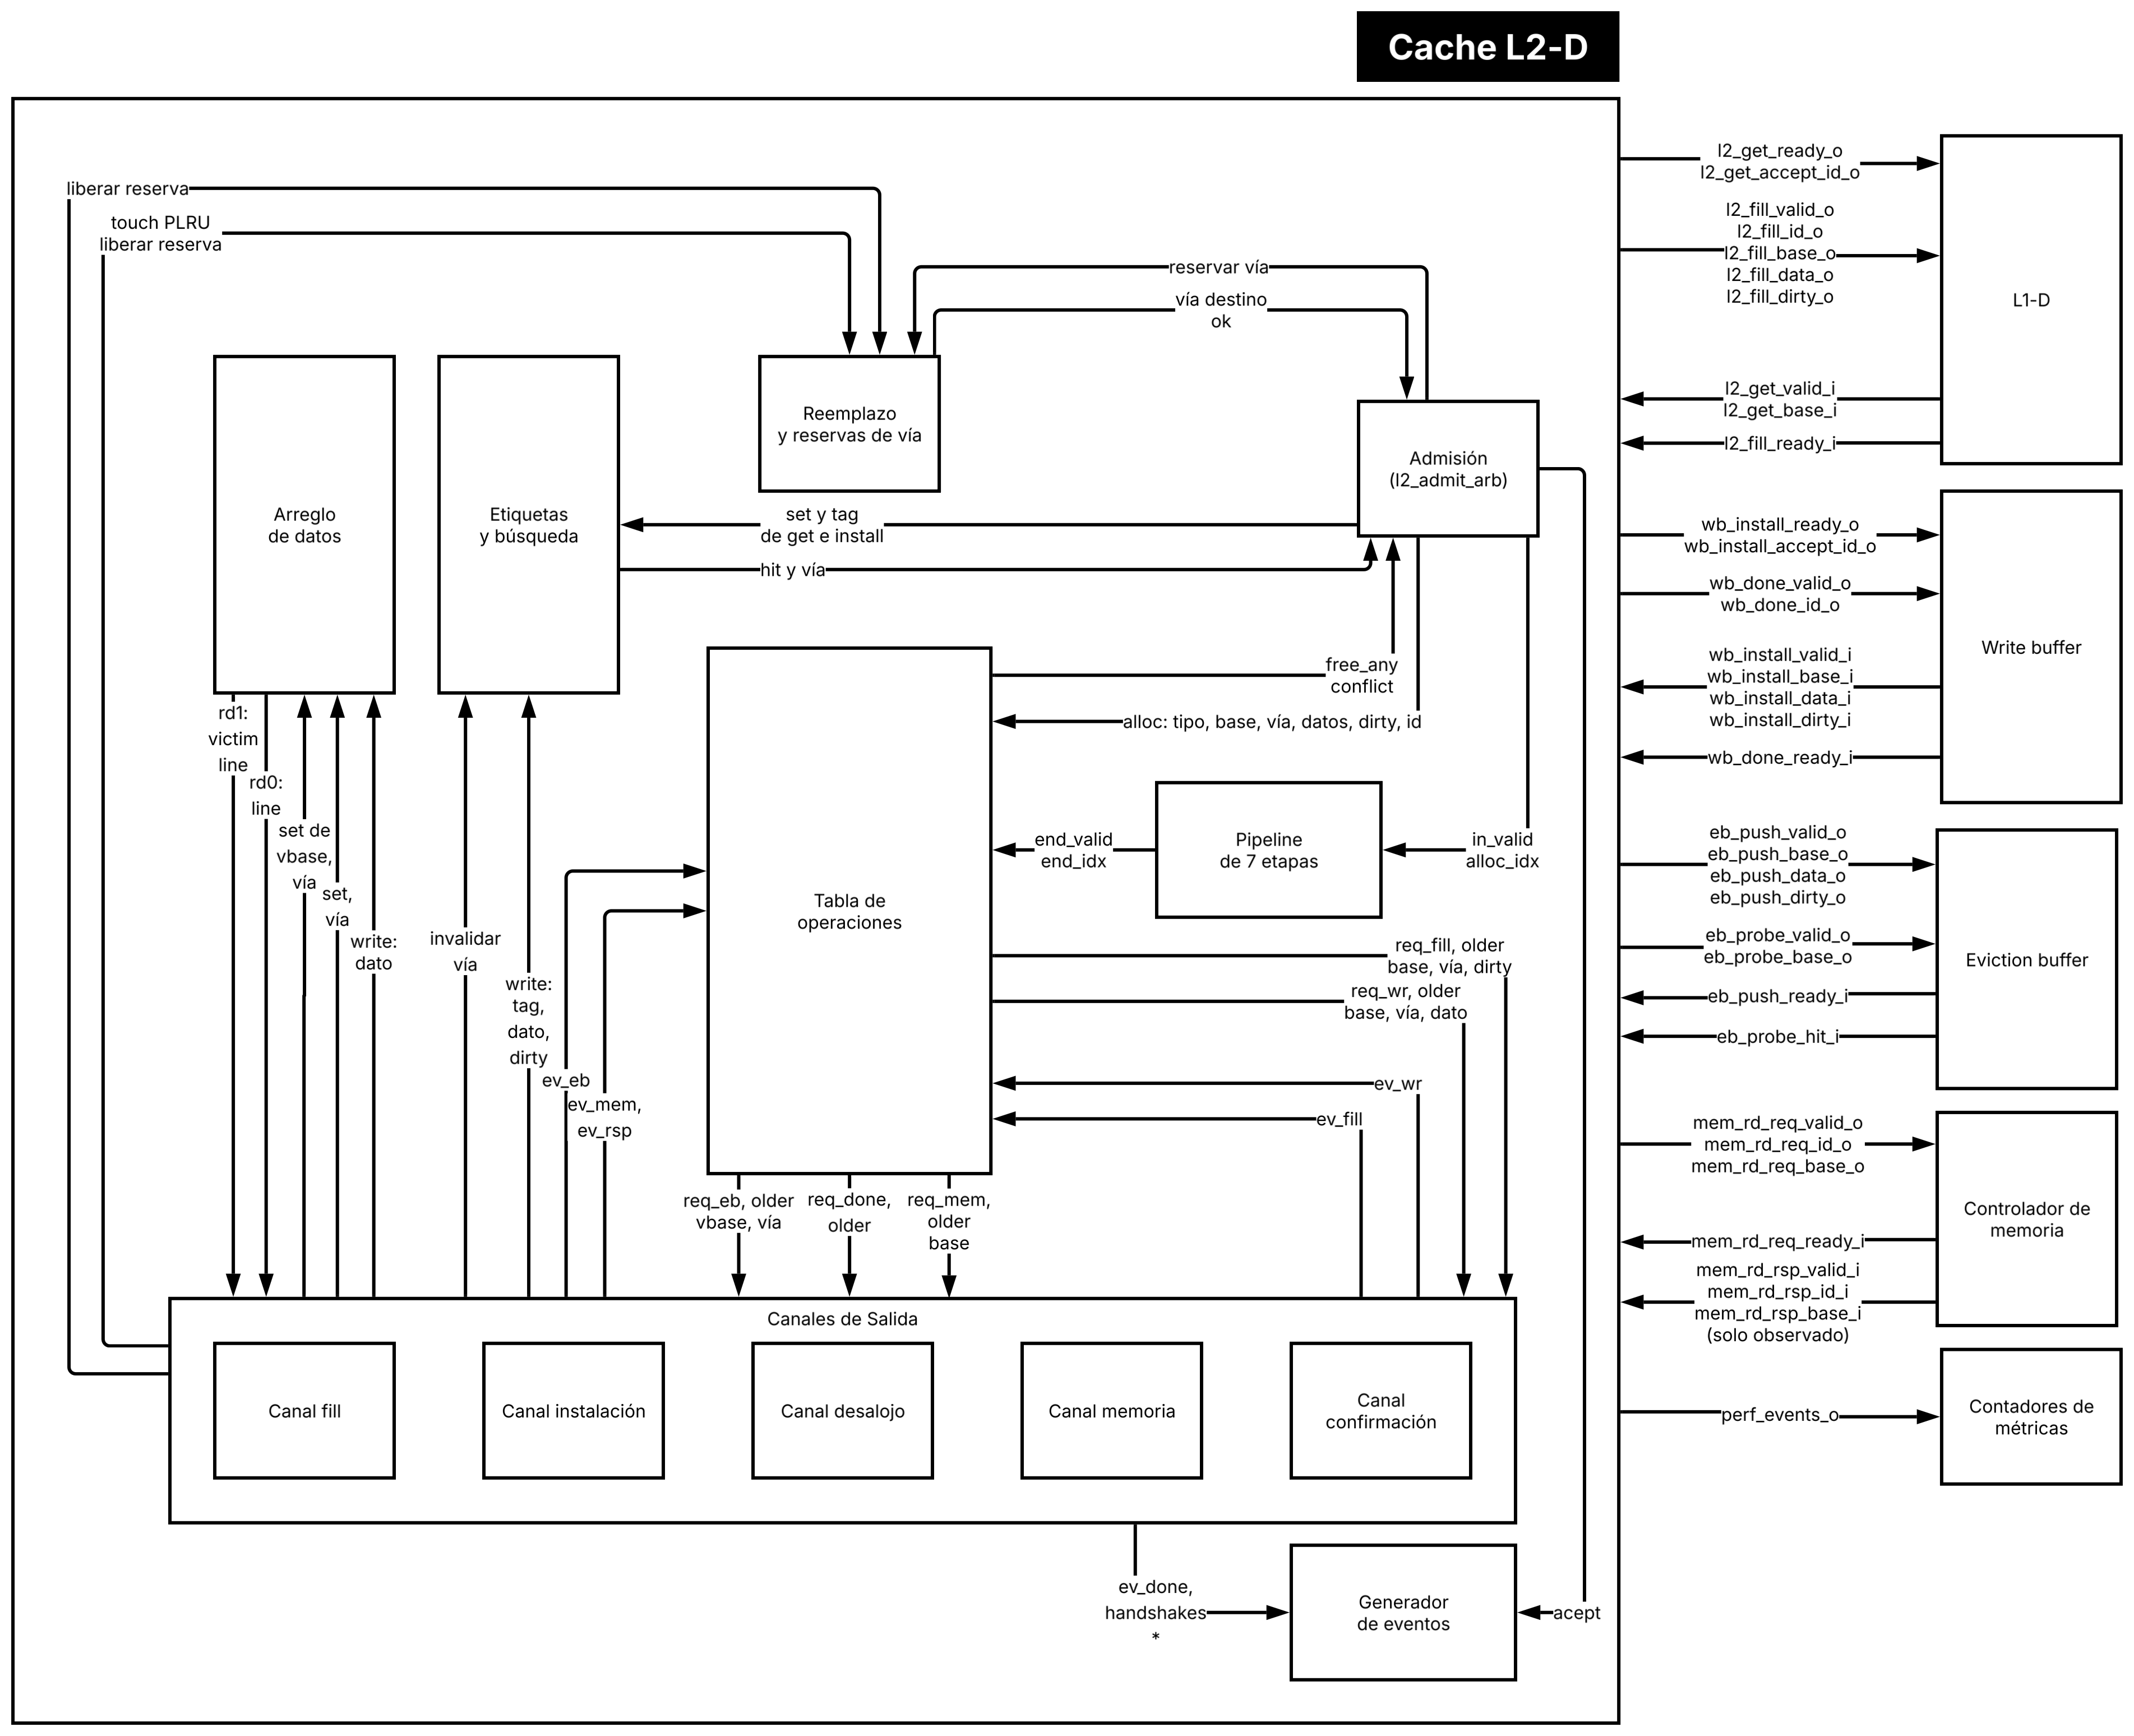 Cache L2-D
liberar reserva
touch PLRU
liberar reserva
reservar vía
vía destino
ok
Arreglo
de datos
Etiquetas
y búsqueda
Reemplazo
y reservas de vía
Admisión
(l2_admit_arb)
set y tag
de get e install
hit y vía
free_any
conflict
alloc: tipo, base, vía, datos, dirty, id
rd1:
victim
line
rd0:
line
set de
vbase,
vía
set,
vía
write:
dato
invalidar
vía
write:
tag,
dato,
dirty
ev_eb
ev_mem,
ev_rsp
Tabla de
operaciones
end_valid
end_idx
Pipeline
de 7 etapas
in_valid
alloc_idx
req_fill, older
base, vía, dirty
req_wr, older
base, vía, dato
ev_wr
ev_fill
req_eb, older
vbase, vía
req_done,
older
req_mem,
older
base
Canales de Salida
Canal fill
Canal instalación
Canal desalojo
Canal memoria
Canal
confirmación
ev_done,
handshakes
*
Generador
de eventos
acept
l2_get_ready_o
l2_get_accept_id_o
l2_fill_valid_o
l2_fill_id_o
l2_fill_base_o
l2_fill_data_o
l2_fill_dirty_o
l2_get_valid_i
l2_get_base_i
l2_fill_ready_i
L1-D
wb_install_ready_o
wb_install_accept_id_o
wb_done_valid_o
wb_done_id_o
wb_install_valid_i
wb_install_base_i
wb_install_data_i
wb_install_dirty_i
wb_done_ready_i
Write buffer
eb_push_valid_o
eb_push_base_o
eb_push_data_o
eb_push_dirty_o
eb_probe_valid_o
eb_probe_base_o
eb_push_ready_i
eb_probe_hit_i
Eviction buffer
mem_rd_req_valid_o
mem_rd_req_id_o
mem_rd_req_base_o
mem_rd_req_ready_i
mem_rd_rsp_valid_i
mem_rd_rsp_id_i
mem_rd_rsp_base_i
(solo observado)
Controlador de
memoria
perf_events_o
Contadores de
métricas